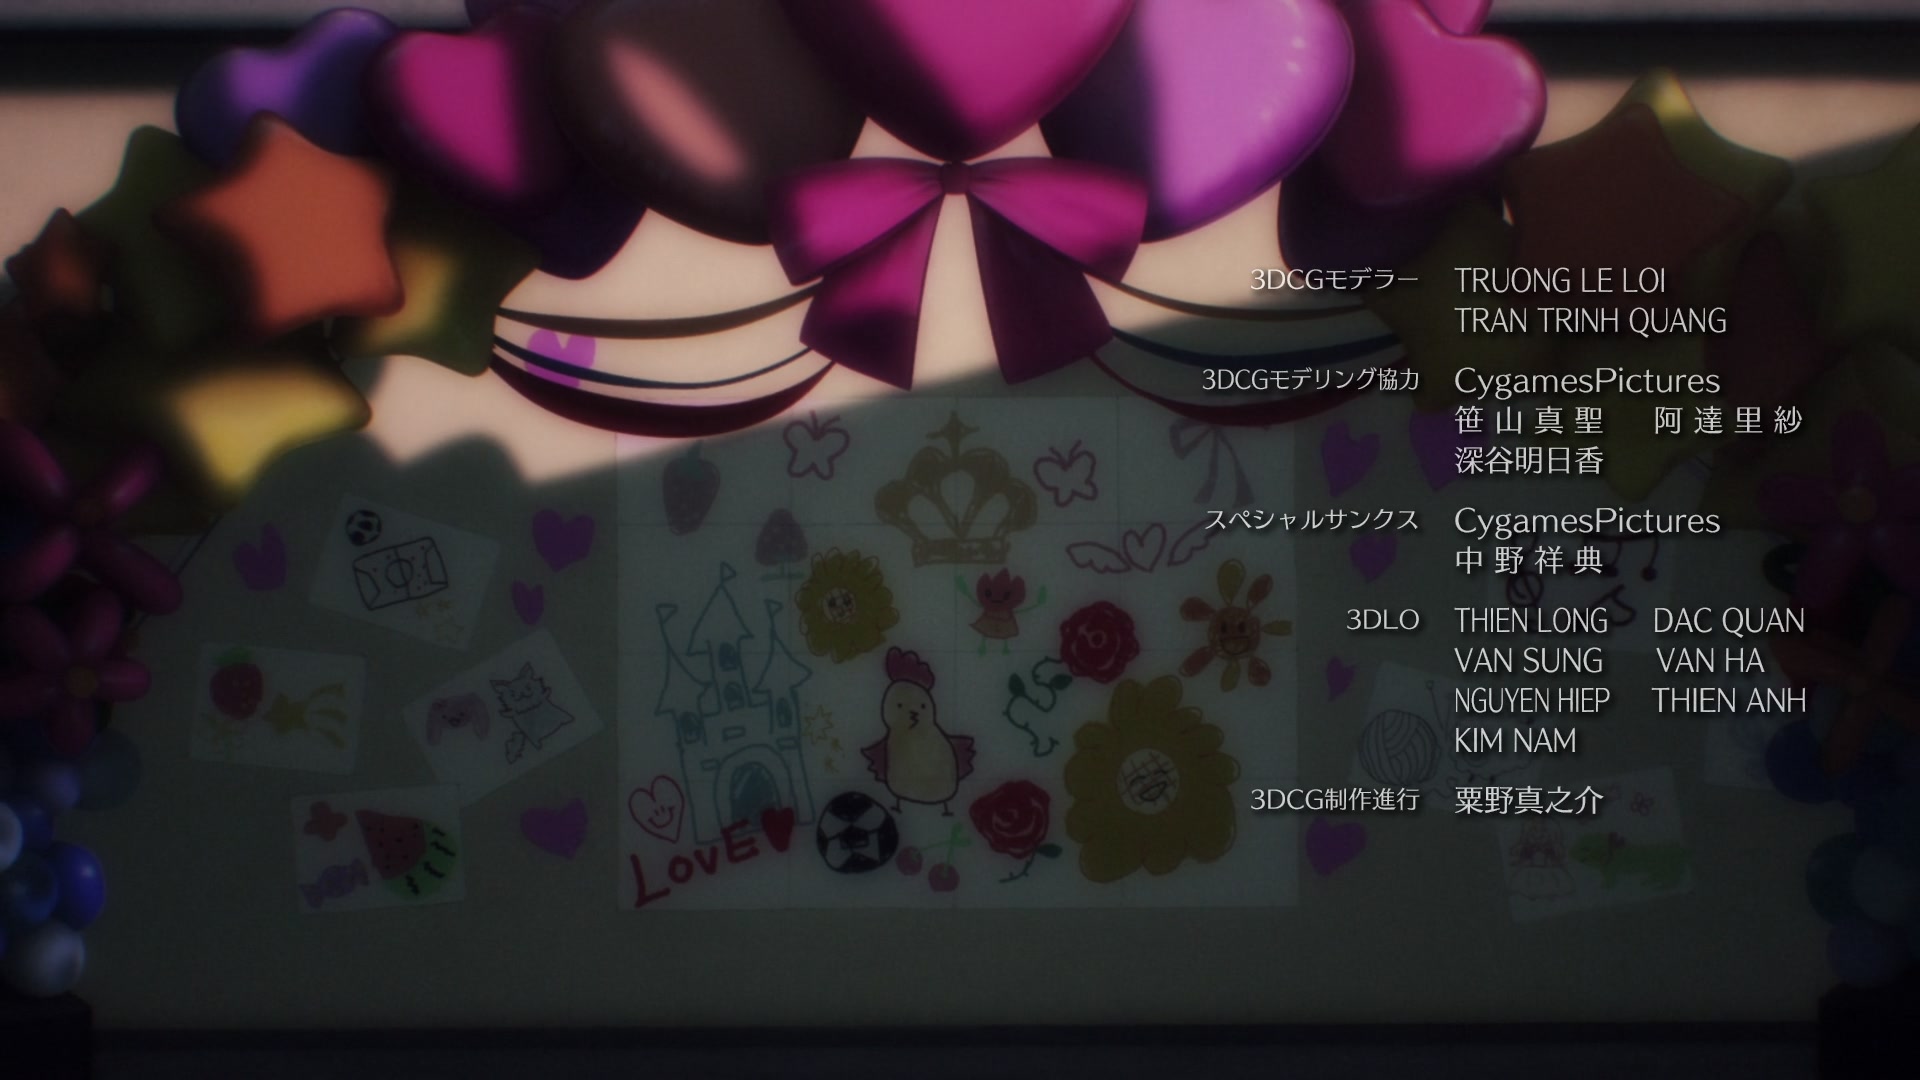 3DCGモデラー TRUONG LE LOI
TRAN TRINH QUANG
3DCGモデリング協力 CygamesPictures
笹山真聖 阿達里紗
深谷明日香
スペシャルサンクス CygamesPictures
中野祥典
3DLO THIEN LONG DAC QUAN
VAN SUNG VAN HA
NGUYEN HIEP THIEN ANH
KIM NAM
3DCG制作進行 粟野真之介
LOVE